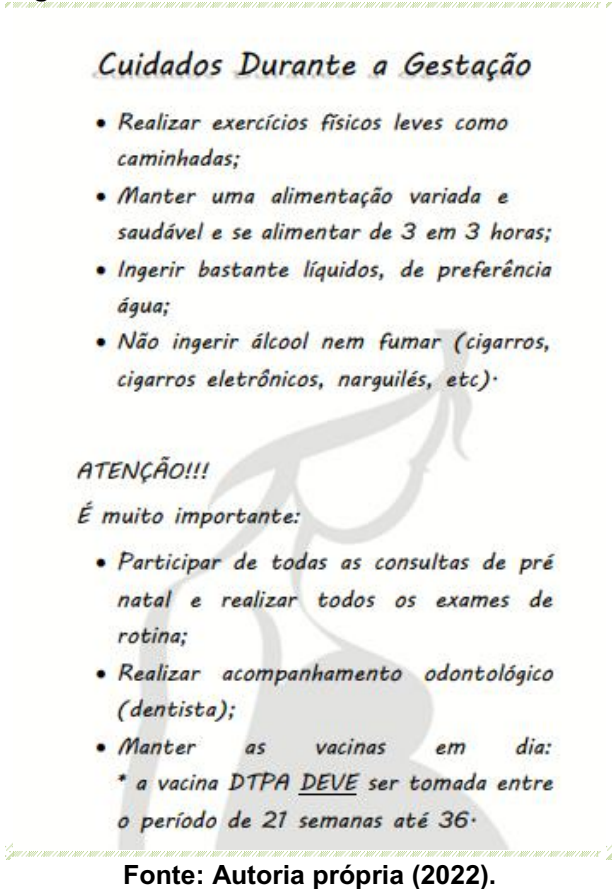 Cuidados Durante a Gestação
• Realizar exercícios físicos leves como
caminhadas;
• Manter uma alimentação variada e
saudável e se alimentar de 3 em 3 horas;
• Ingerir bastante líquidos, de preferência
água;
• Não ingerir álcool nem fumar (cigarros,
cigarros eletrônicos, narguilés, etc).
ATENÇÃO!!!
É muito importante:
• Participar de todas as consultas de pré
natal e realizar todos os exames de
rotina;
• Realizar acompanhamento odontológico
(dentista);
• Manter as vacinas em dia:
* a vacina DTPA DEVE ser tomada entre
o período de 21 semanas até 36.
Fonte: Autoria própria (2022).